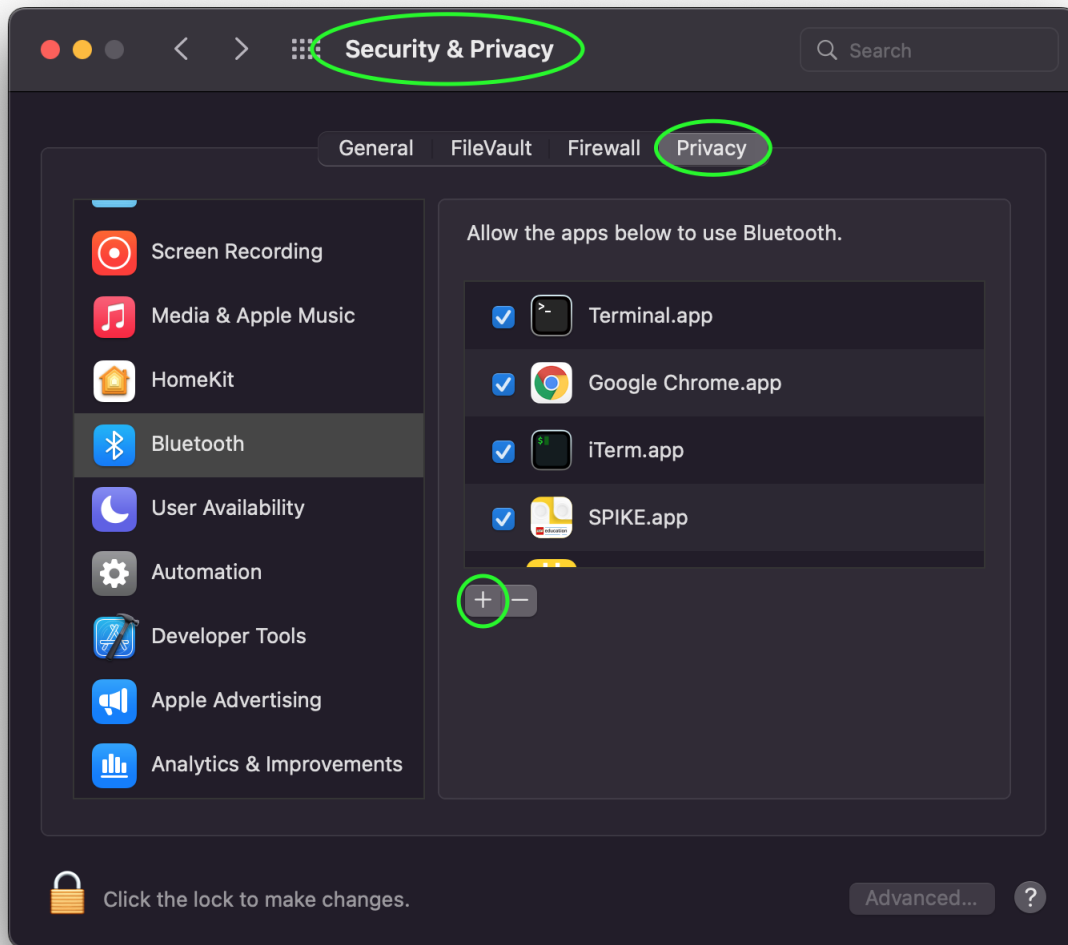 Security & Privacy
Search
General
FileVault
Firewall
Privacy
Screen Recording
Media & Apple Music
HomeKit
Bluetooth
User Availability
Automation
Developer Tools
Apple Advertising
Analytics & Improvements
Allow the apps below to use Bluetooth.
>_
Terminal.app
Google Chrome.app
$
iTerm.app
education
SPIKE.app
+
−
Click the lock to make changes.
Advanced...
?